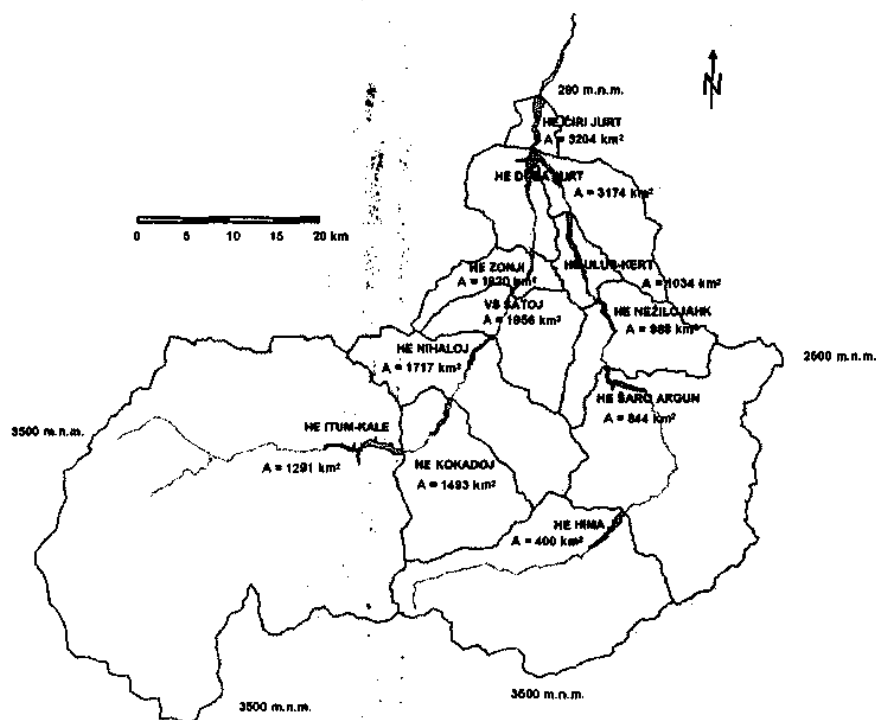 N
280 m.n.m.
HE ČIRI JURT
A = 3204 km²
HE DUBA JURT
A = 3174 km²
0 5 10 15 20 km
HE ZONJI
A = 1820 km²
HE ULUS-KERT
A = 1034 km²
VS ŠATOJ
A = 1956 km²
HE NEŽILOJAHK
A = 988 km²
HE NIHALOJ
A = 1717 km²
2500 m.n.m.
HE ŠARO ARGUN
A = 844 km²
3500 m.n.m.
HE ITUM-KALE
A = 1291 km²
HE KOKADOJ
A = 1493 km²
HE HIMA
A = 400 km²
3500 m.n.m.
3500 m.n.m.